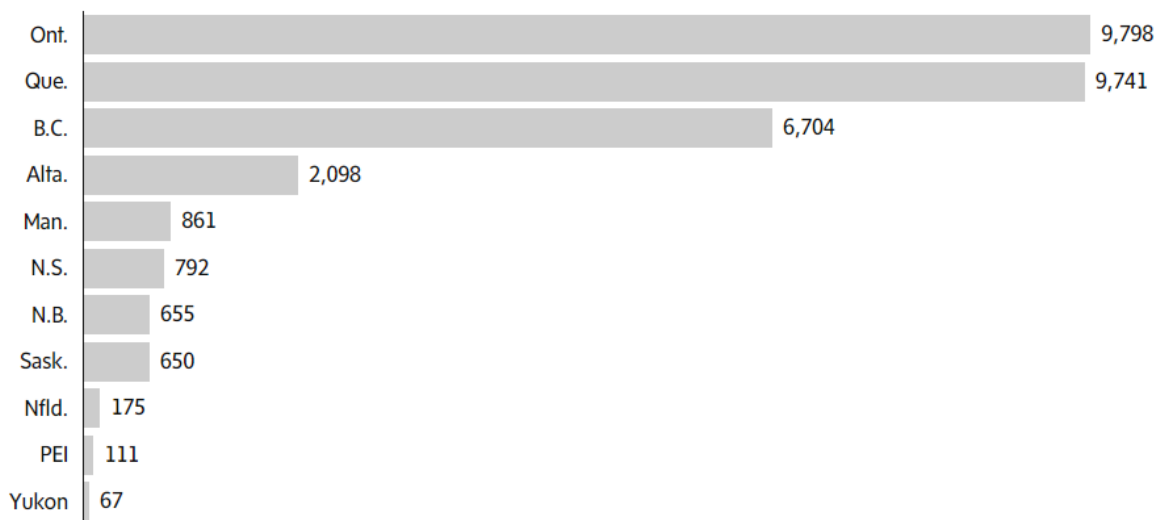 Ont. 9,798
Que. 9,741
B.C. 6,704
Alta. 2,098
Man. 861
N.S. 792
N.B. 655
Sask. 650
Nfld. 175
PEI 111
Yukon 67